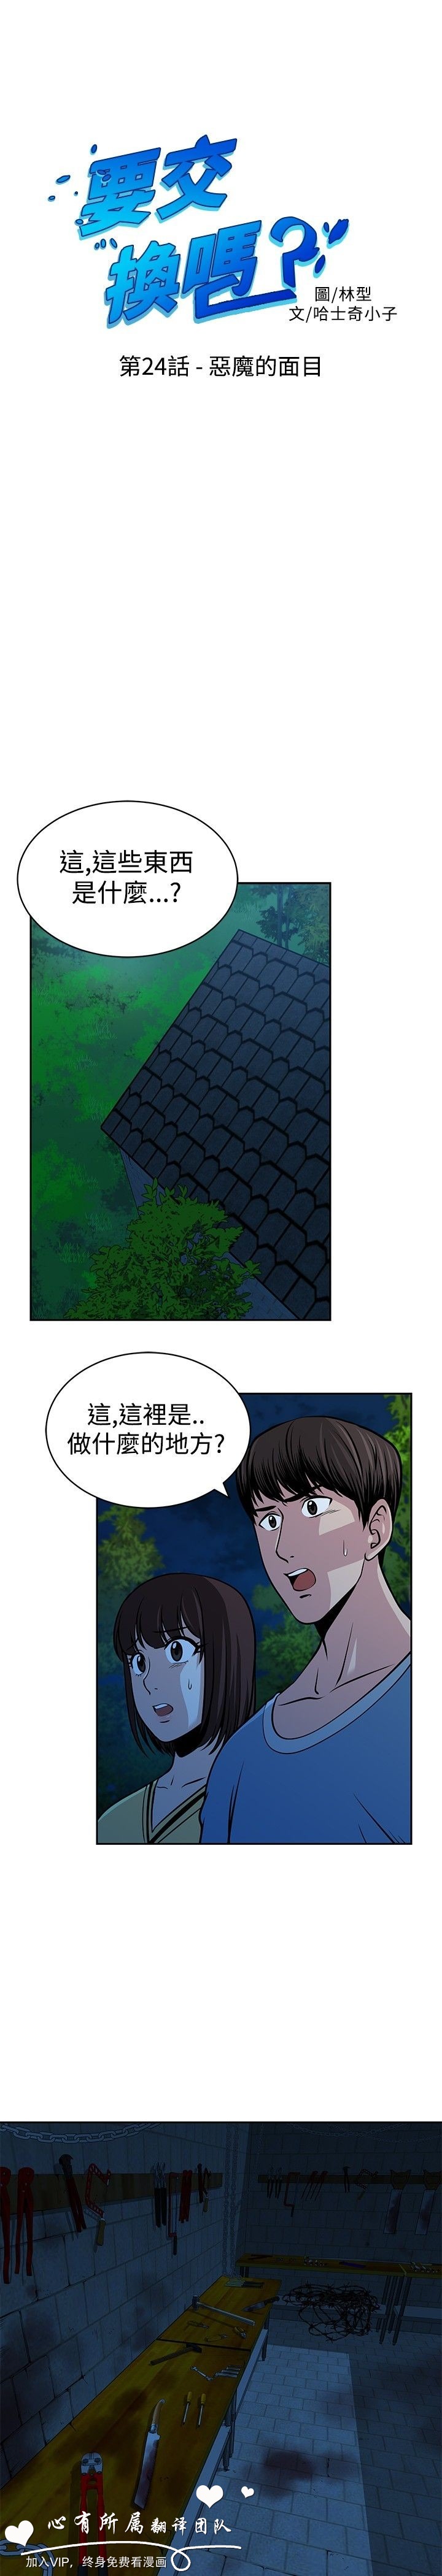 要交
換嗎?
圖/林型
文/哈士奇小子
第24話 - 惡魔的面目
這,這些東西
是什麼...?
這,這裡是..
做什麼的地方?
心有所属翻译团队
加入VIP，终身免费看漫画